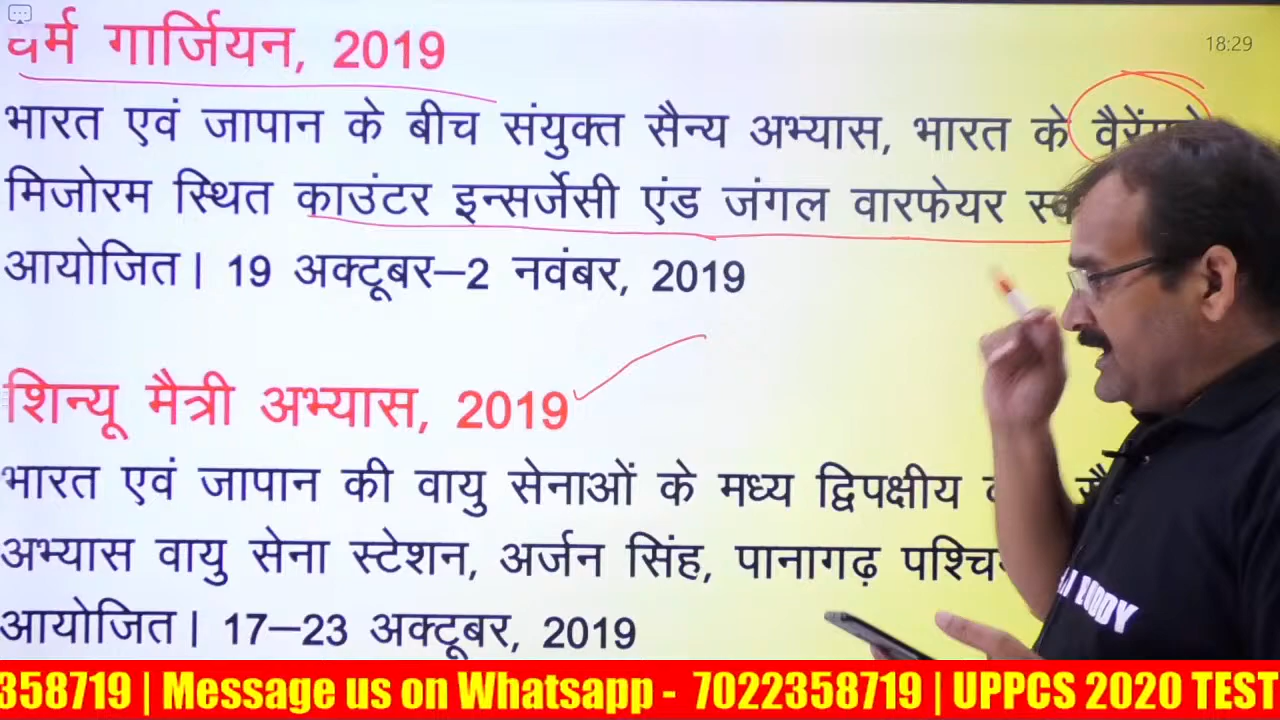 धर्म गार्जियन, 2019
18:29
भारत एवं जापान के बीच संयुक्त सैन्य अभ्यास, भारत के
मिजोरम स्थित काउंटर इन्सर्जेसी एंड जंगल वारफेयर
आयोजित। 19 अक्टूबर–2 नवंबर, 2019
शिन्यू मैत्री अभ्यास, 2019
भारत एवं जापान की वायु सेनाओं के मध्य द्विपक्षीय
अभ्यास वायु सेना स्टेशन, अर्जन सिंह, पानागढ़
आयोजित। 17–23 अक्टूबर, 2019
358719 | Message us on Whatsapp - 7022358719 | UPPCS 2020 TEST